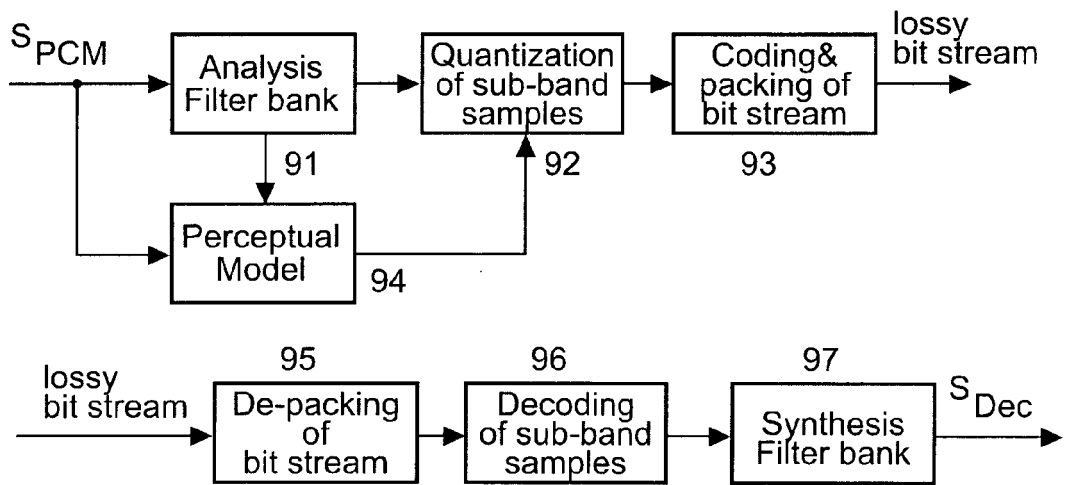 S PCM
Analysis
Filter bank
Quantization
of sub-band
samples
Coding&
packing of
bit stream
lossy
bit stream
91
92
93
Perceptual
Model
94
lossy
bit stream
95
De-packing
of
bit stream
96
Decoding
of sub-band
samples
97
Synthesis
Filter bank
S Dec